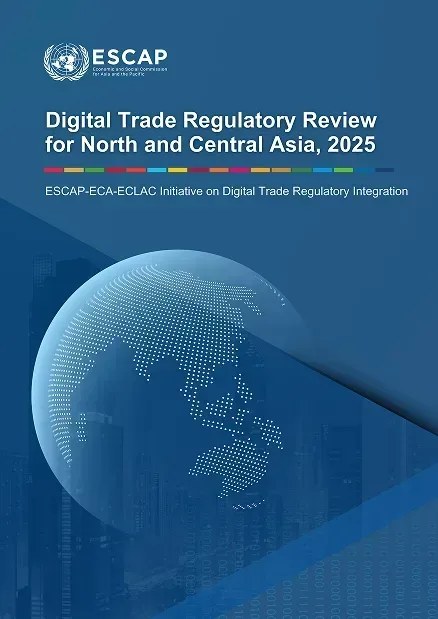 ESCAP
Economic and Social Commission
for Asia and the Pacific
Digital Trade Regulatory Review
for North and Central Asia, 2025
ESCAP-ECA-ECLAC Initiative on Digital Trade Regulatory Integration